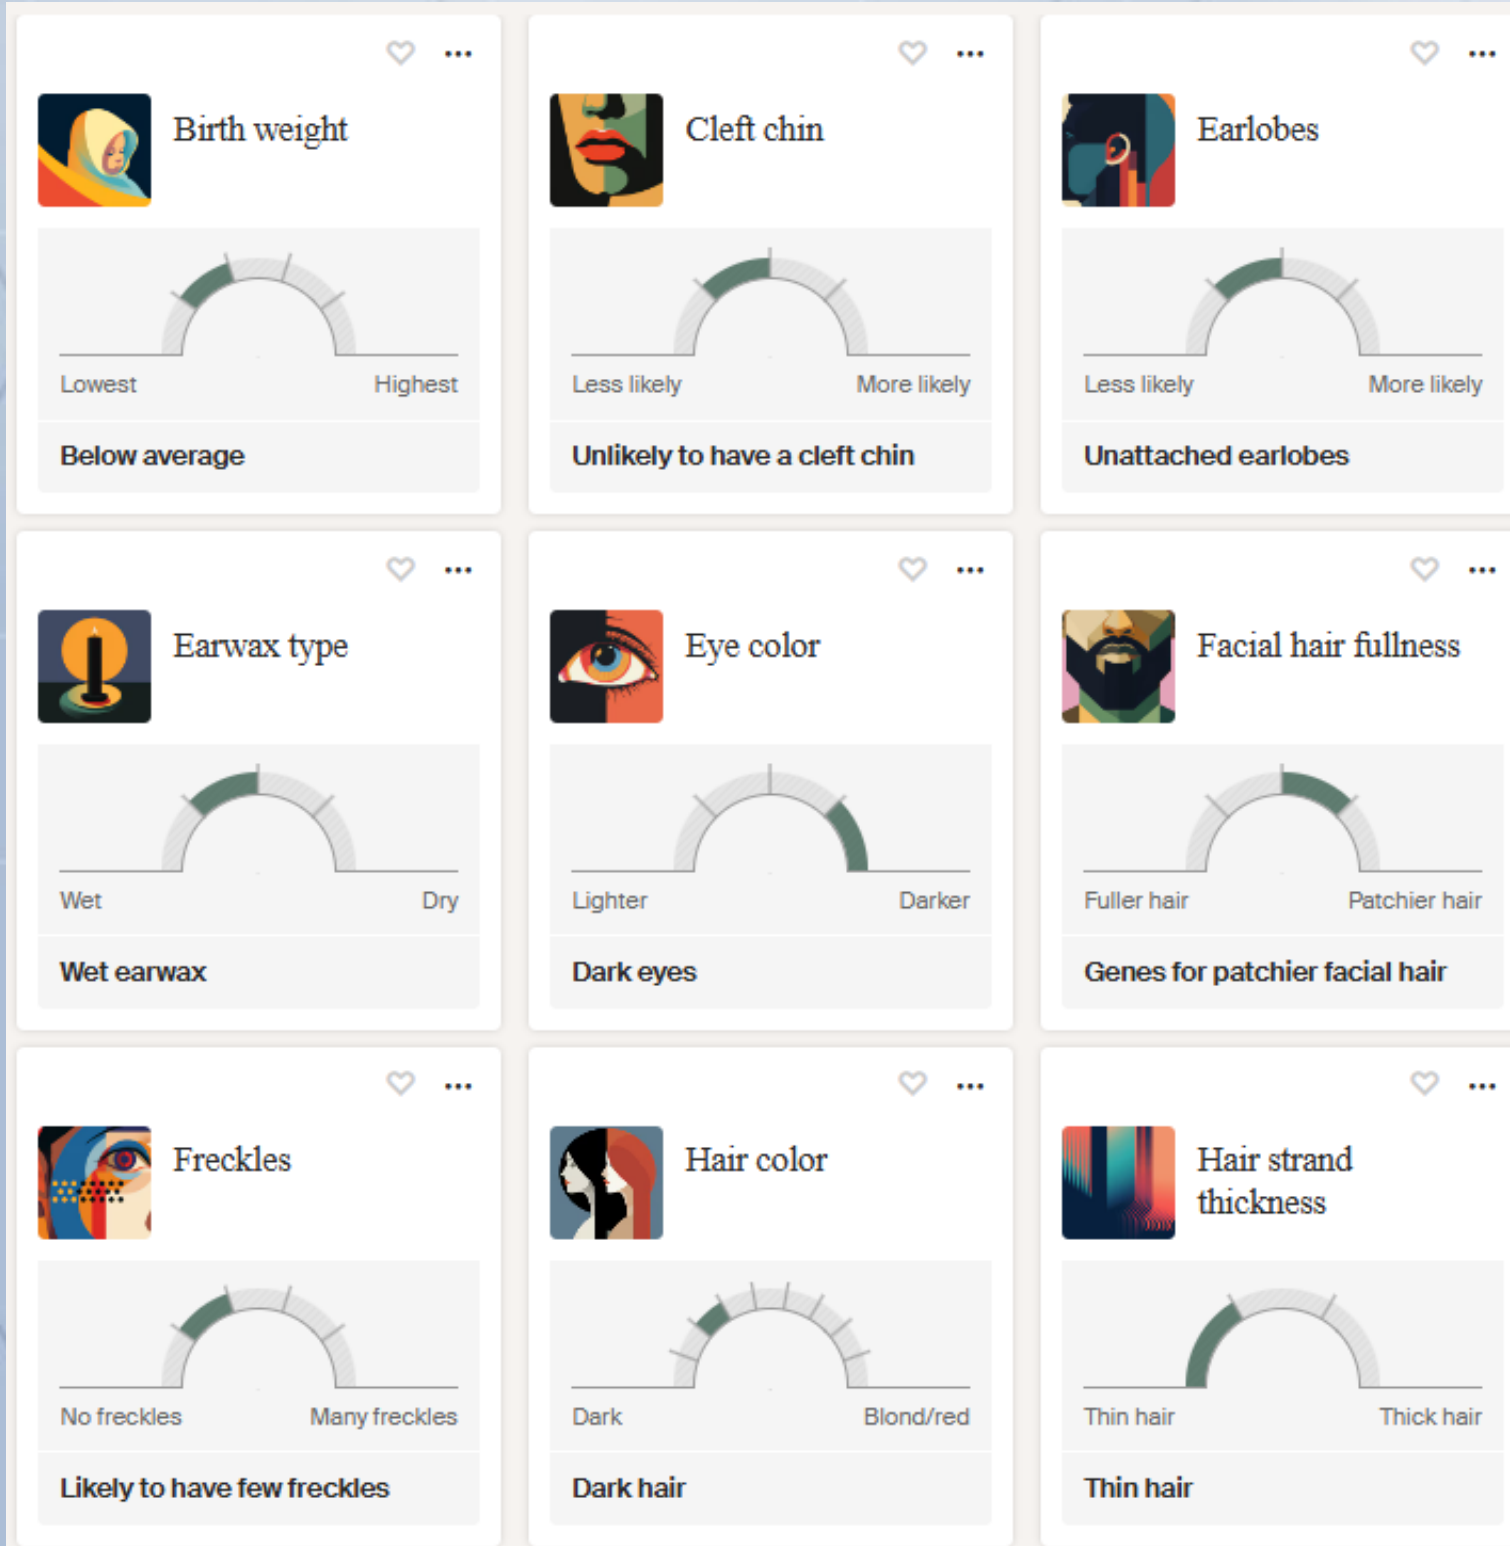 Birth weight
Lowest
Highest
Below average
Cleft chin
Less likely
More likely
Unlikely to have a cleft chin
Earlobes
Less likely
More likely
Unattached earlobes
Earwax type
Wet
Dry
Wet earwax
Eye color
Lighter
Darker
Dark eyes
Facial hair fullness
Fuller hair
Patchier hair
Genes for patchier facial hair
Freckles
No freckles
Many freckles
Likely to have few freckles
Hair color
Dark
Blond/red
Dark hair
Hair strand
thickness
Thin hair
Thick hair
Thin hair